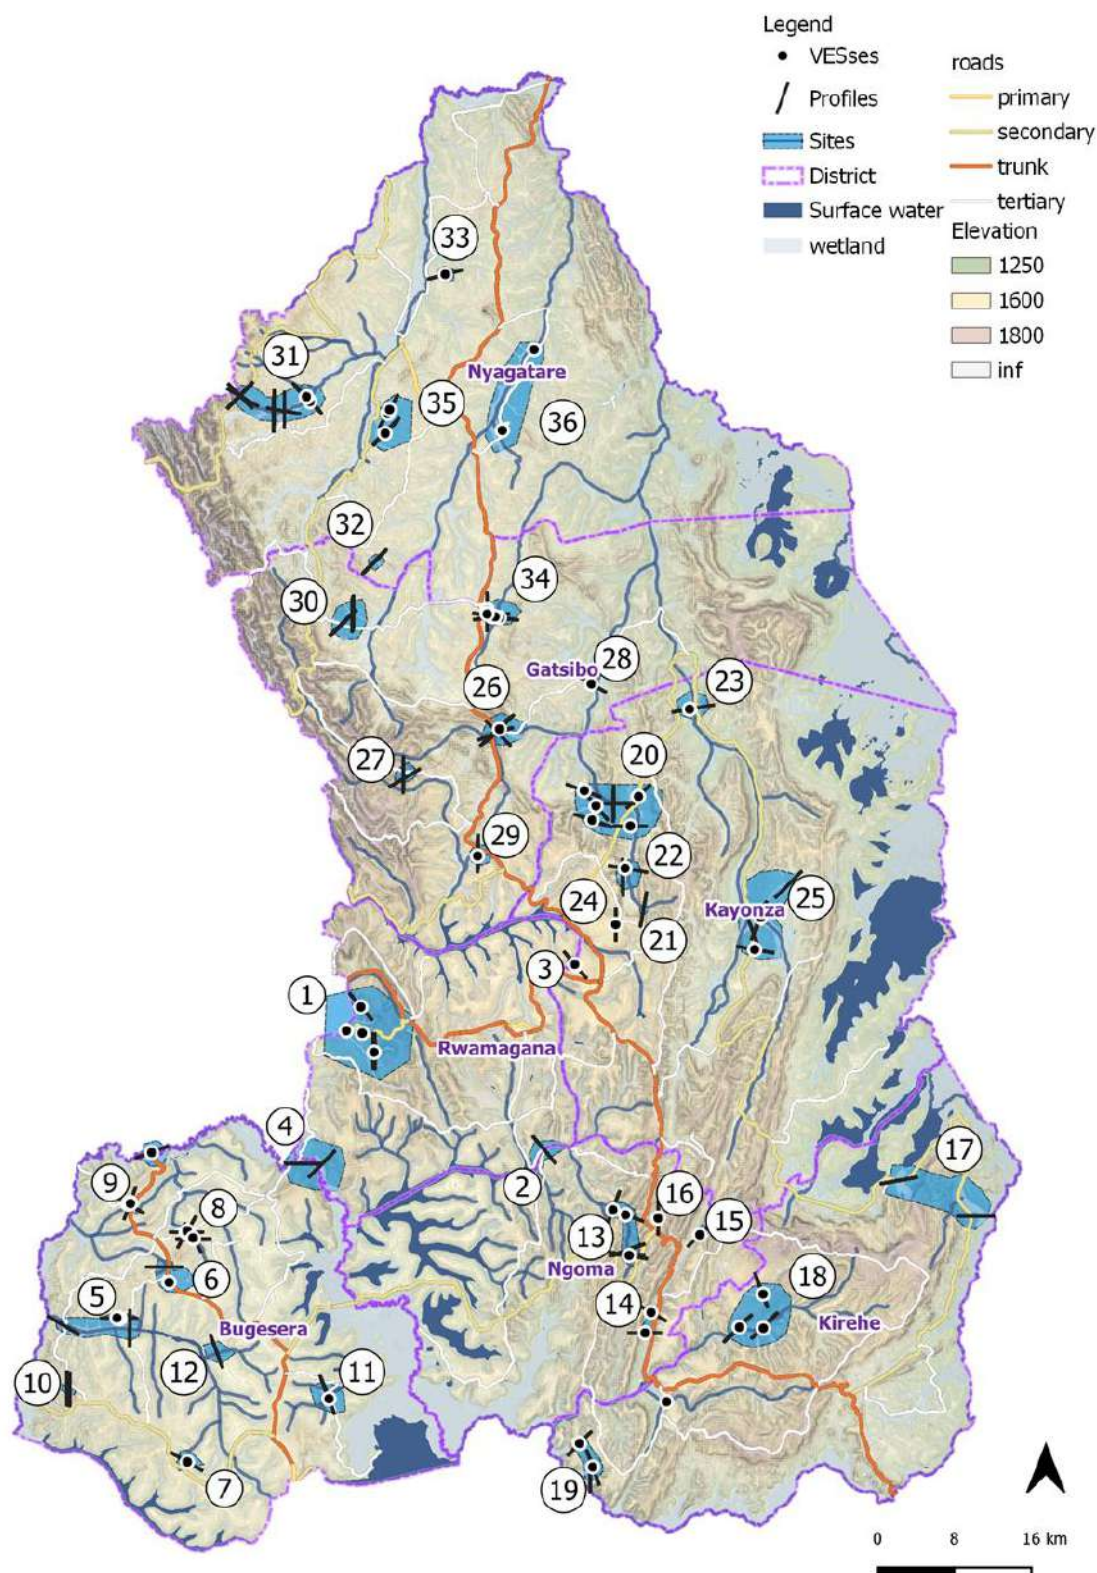 Legend
VESses
Profiles
Sites
District
Surface water
wetland
roads
primary
secondary
trunk
tertiary
Elevation
1250
1600
1800
inf
33
31
Nyagatare
35
36
32
34
30
28
Gatsibo
23
26
27
20
29
22
24
Kayonza
25
21
3
1
Rwamagana
4
17
2
9
8
16
15
13
6
Ngoma
18
5
14
Bugesera
Kirehe
12
11
10
7
19
0 8 16 km